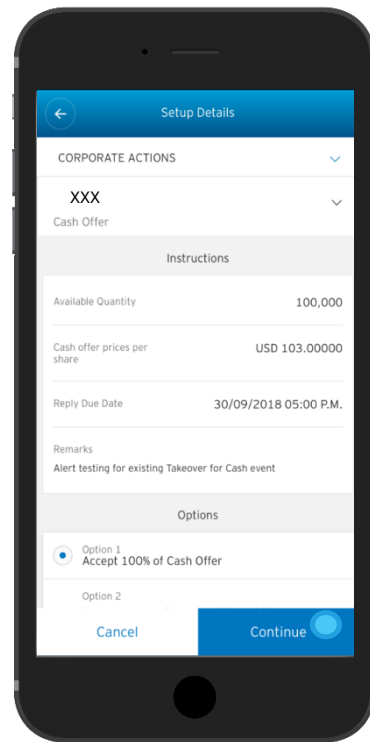 Setup Details
CORPORATE ACTIONS
XXX
Cash Offer
Instructions
Available Quantity 100,000
Cash offer prices per
share
USD 103.00000
Reply Due Date 30/09/2018 05:00 P.M.
Remarks
Alert testing for existing Takeover for Cash event
Options
Option 1
Accept 100% of Cash Offer
Option 2
Cancel Continue